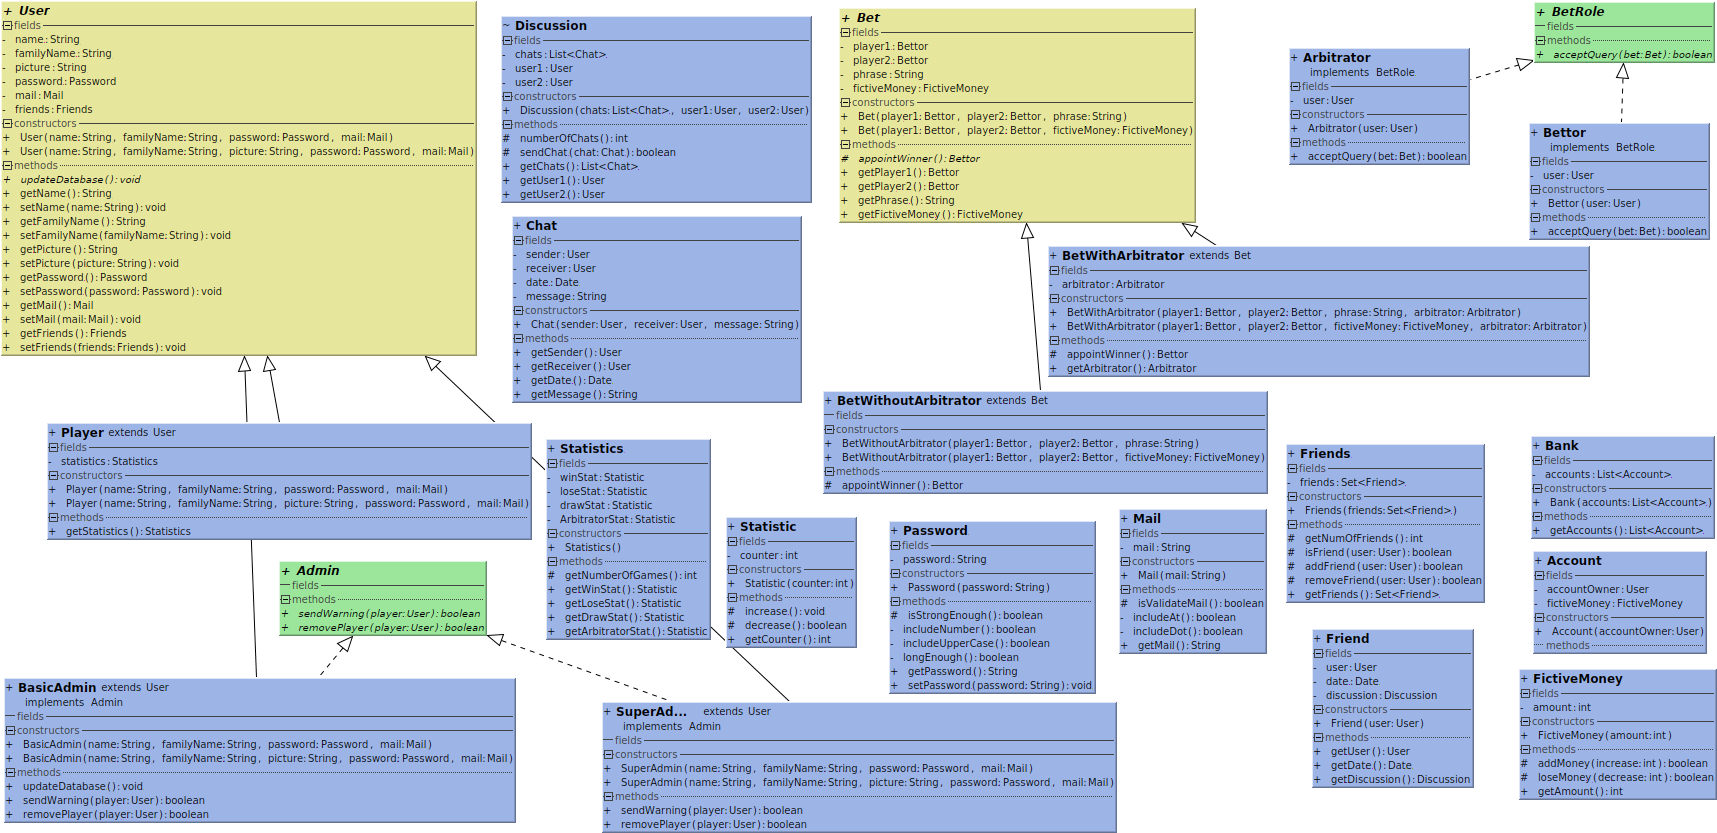 + User
fields
- name: String
- familyName: String
- picture: String
- password: Password
- mail: Mail
- friends: Friends
constructors
+ User(name: String, familyName: String, password: Password, mail: Mail)
+ User(name: String, familyName: String, picture: String, password: Password, mail: Mail)
methods
+ updateDatabase(): void
+ getName(): String
+ setName(name: String): void
+ getFamilyName(): String
+ setFamilyName(familyName: String): void
+ getPicture(): String
+ setPicture(picture: String): void
+ getPassword(): Password
+ setPassword(password: Password): void
+ getMail(): Mail
+ setMail(mail: Mail): void
+ getFriends(): Friends
+ setFriends(friends: Friends): void
~ Discussion
fields
- chats: List<Chat>
- user1: User
- user2: User
constructors
+ Discussion(chats: List<Chat>, user1: User, user2: User)
methods
# numberOfChats(): int
# sendChat(chat: Chat): boolean
+ getChats(): List<Chat>
+ getUser1(): User
+ getUser2(): User
+ Chat
fields
- sender: User
- receiver: User
- date: Date
- message: String
constructors
+ Chat(sender: User, receiver: User, message: String)
methods
+ getSender(): User
+ getReceiver(): User
+ getDate(): Date
+ getMessage(): String
+ Bet
fields
- player1: Bettor
- player2: Bettor
- phrase: String
- fictiveMoney: FictiveMoney
constructors
+ Bet(player1: Bettor, player2: Bettor, phrase: String)
+ Bet(player1: Bettor, player2: Bettor, fictiveMoney: FictiveMoney)
methods
# appointWinner(): Bettor
+ getPlayer1(): Bettor
+ getPlayer2(): Bettor
+ getPhrase(): String
+ getFictiveMoney(): FictiveMoney
+ Arbitrator
implements BetRole
fields
- user: User
constructors
+ Arbitrator(user: User)
methods
+ acceptQuery(bet: Bet): boolean
+ BetRole
fields
methods
+ acceptQuery(bet: Bet): boolean
+ Bettor
implements BetRole
fields
- user: User
constructors
+ Bettor(user: User)
methods
+ acceptQuery(bet: Bet): boolean
+ BetWithArbitrator extends Bet
fields
- arbitrator: Arbitrator
constructors
+ BetWithArbitrator(player1: Bettor, player2: Bettor, phrase: String, arbitrator: Arbitrator)
+ BetWithArbitrator(player1: Bettor, player2: Bettor, fictiveMoney: FictiveMoney, arbitrator: Arbitrator)
methods
# appointWinner(): Bettor
+ getArbitrator(): Arbitrator
+ BetWithoutArbitrator extends Bet
fields
constructors
+ BetWithoutArbitrator(player1: Bettor, player2: Bettor, phrase: String)
+ BetWithoutArbitrator(player1: Bettor, player2: Bettor, fictiveMoney: FictiveMoney)
methods
# appointWinner(): Bettor
+ Player extends User
fields
- statistics: Statistics
constructors
+ Player(name: String, familyName: String, password: Password, mail: Mail)
+ Player(name: String, familyName: String, picture: String, password: Password, mail: Mail)
methods
+ getStatistics(): Statistics
+ Statistics
fields
- winStat: Statistic
- loseStat: Statistic
- drawStat: Statistic
- ArbitratorStat: Statistic
constructors
+ Statistics()
methods
# getNumberOfGames(): int
+ getWinStat(): Statistic
+ getLoseStat(): Statistic
+ getDrawStat(): Statistic
+ getArbitratorStat(): Statistic
+ Statistic
fields
- counter: int
constructors
+ Statistic(counter: int)
methods
# increase(): void
# decrease(): boolean
+ getCounter(): int
+ Password
fields
- password: String
constructors
+ Password(password: String)
methods
# isStrongEnough(): boolean
- includeNumber(): boolean
- includeUpperCase(): boolean
- longEnough(): boolean
+ getPassword(): String
+ setPassword(password: String): void
+ Mail
fields
- mail: String
constructors
+ Mail(mail: String)
methods
# isValidateMail(): boolean
- includeAt(): boolean
- includeDot(): boolean
+ getMail(): String
+ Friends
fields
- friends: Set<Friend>
constructors
+ Friends(friends: Set<Friend>)
methods
# getNumOfFriends(): int
# isFriend(user: User): boolean
# addFriend(user: User): boolean
# removeFriend(user: User): boolean
+ getFriends(): Set<Friend>
+ Bank
fields
- accounts: List<Account>
constructors
+ Bank(accounts: List<Account>)
methods
+ getAccounts(): List<Account>
+ Account
fields
- accountOwner: User
- fictiveMoney: FictiveMoney
constructors
+ Account(accountOwner: User)
methods
+ Friend
fields
- user: User
- date: Date
- discussion: Discussion
constructors
+ Friend(user: User)
methods
+ getUser(): User
+ getDate(): Date
+ getDiscussion(): Discussion
+ FictiveMoney
fields
- amount: int
constructors
+ FictiveMoney(amount: int)
methods
# addMoney(increase: int): boolean
# loseMoney(decrease: int): boolean
+ getAmount(): int
+ Admin
fields
methods
+ sendWarning(player: User): boolean
+ removePlayer(player: User): boolean
+ BasicAdmin extends User
implements Admin
fields
constructors
+ BasicAdmin(name: String, familyName: String, password: Password, mail: Mail)
+ BasicAdmin(name: String, familyName: String, picture: String, password: Password, mail: Mail)
methods
+ updateDatabase(): void
+ sendWarning(player: User): boolean
+ removePlayer(player: User): boolean
+ SuperAd... extends User
implements Admin
fields
constructors
+ SuperAdmin(name: String, familyName: String, password: Password, mail: Mail)
+ SuperAdmin(name: String, familyName: String, picture: String, password: Password, mail: Mail)
methods
+ sendWarning(player: User): boolean
+ removePlayer(player: User): boolean